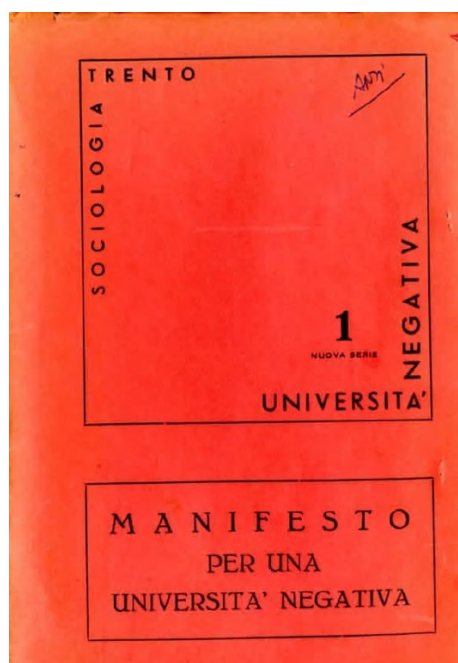 TRENTO
SOCIOLOGIA
NEGATIVA
1
NUOVA SERIE
UNIVERSITA'
MANIFESTO
PER UNA
UNIVERSITA' NEGATIVA